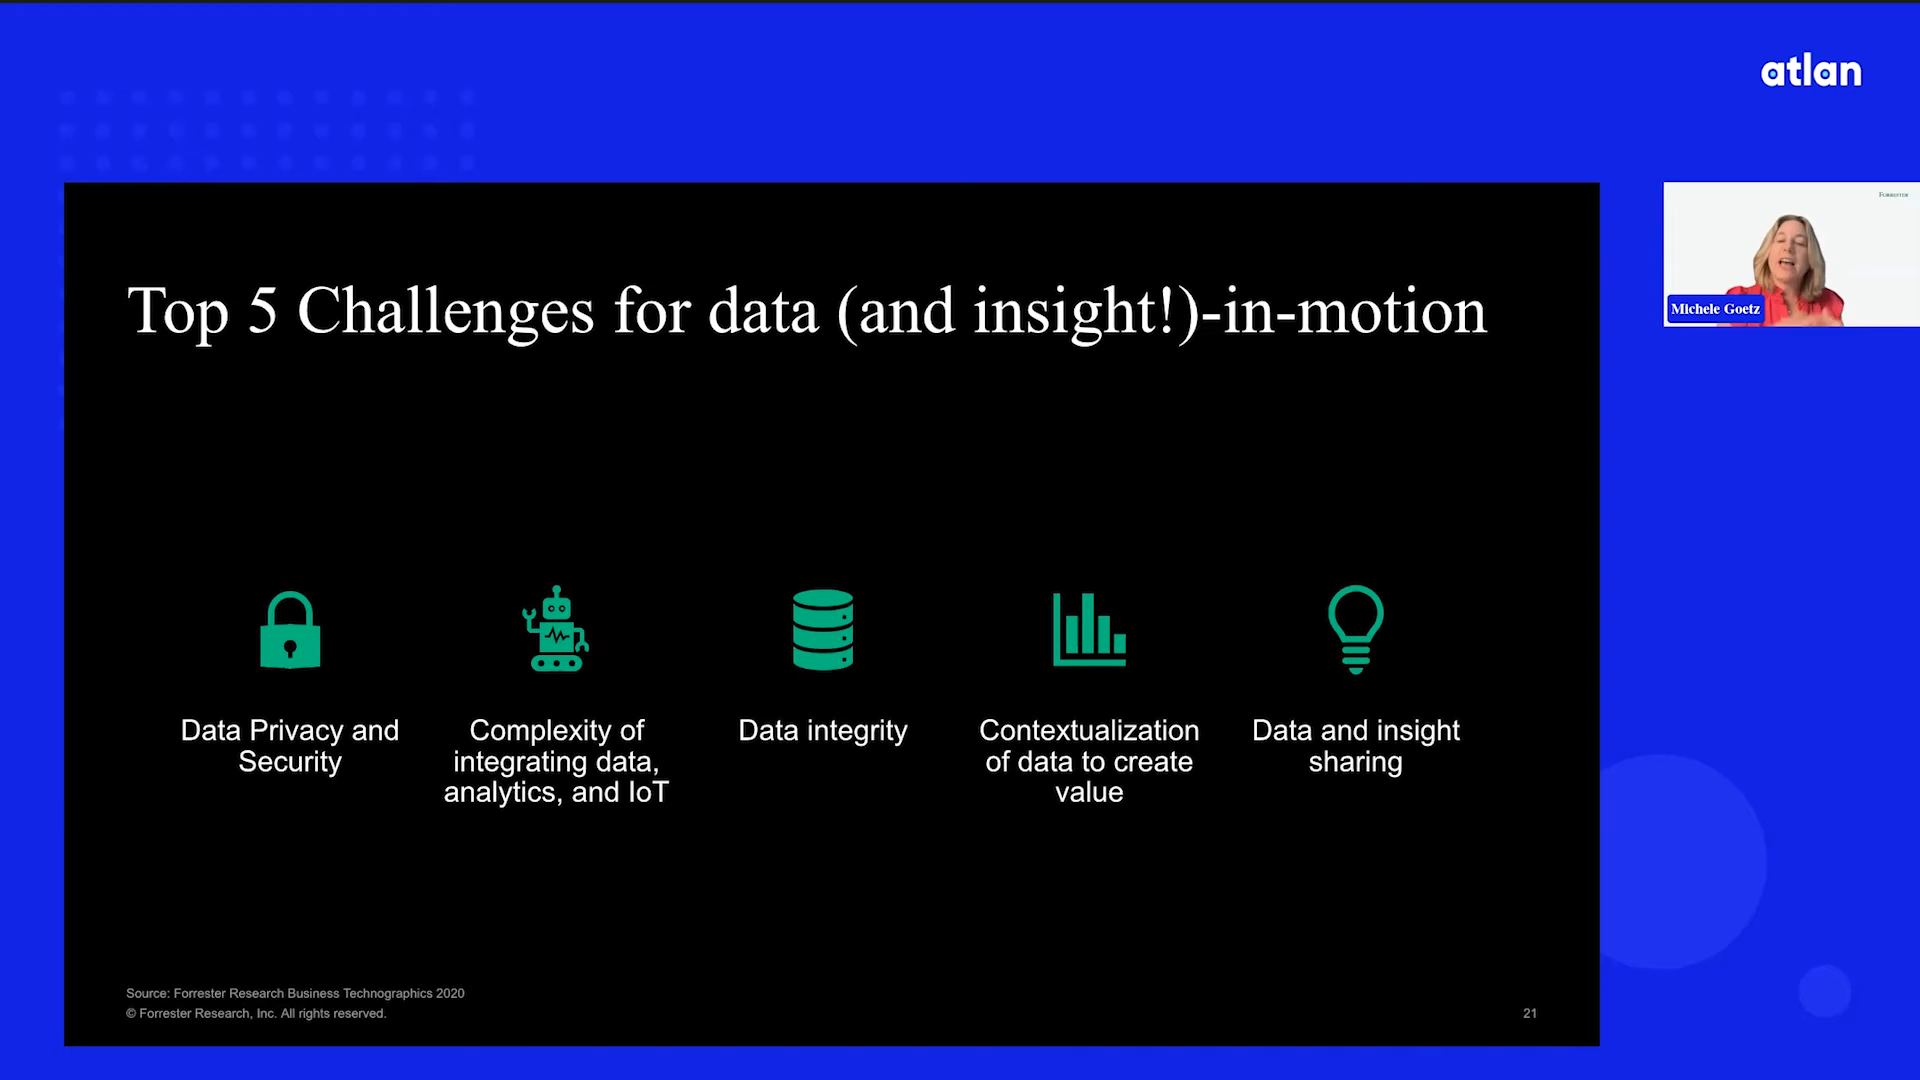 atlan
FORRESTER
Michele Goetz
Top 5 Challenges for data (and insight!)-in-motion
Data Privacy and
Security
Complexity of
integrating data,
analytics, and IoT
Data integrity
Contextualization
of data to create
value
Data and insight
sharing
Source: Forrester Research Business Technographics 2020
© Forrester Research, Inc. All rights reserved.
21